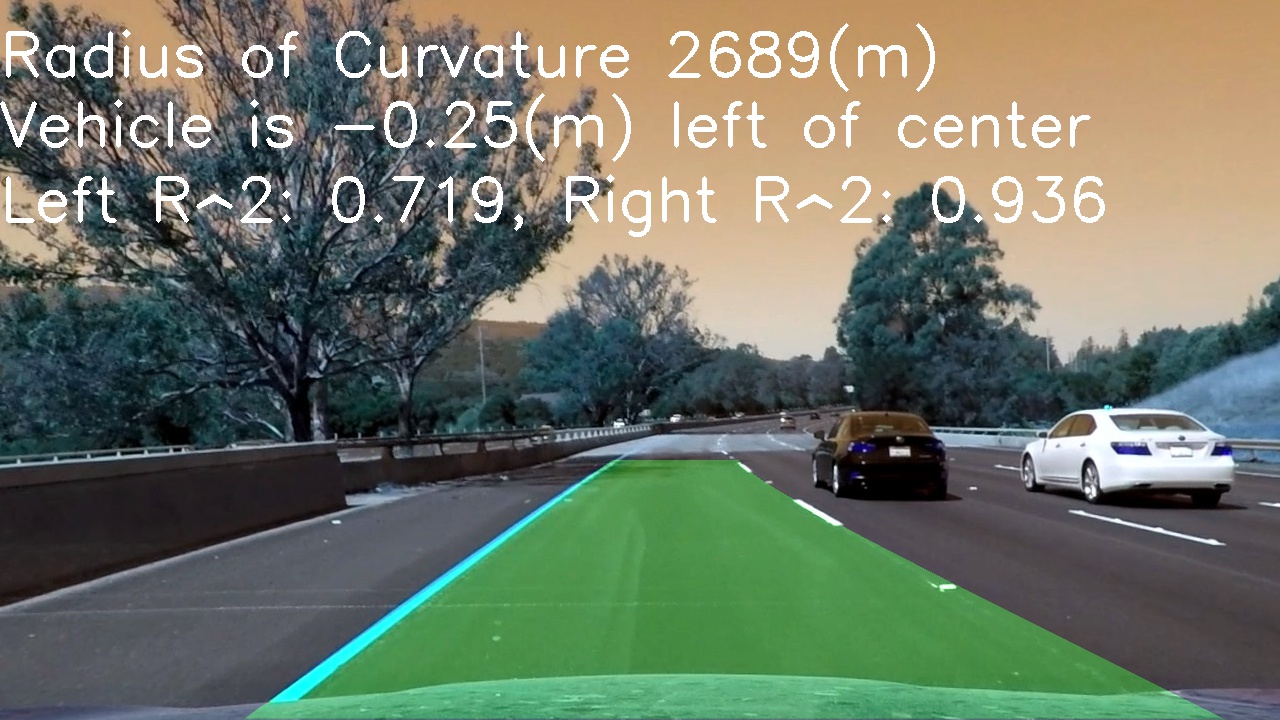 Radius of Curvature 2689(m)
Vehicle is -0.25(m) left of center
Left R^2: 0.719, Right R^2: 0.936